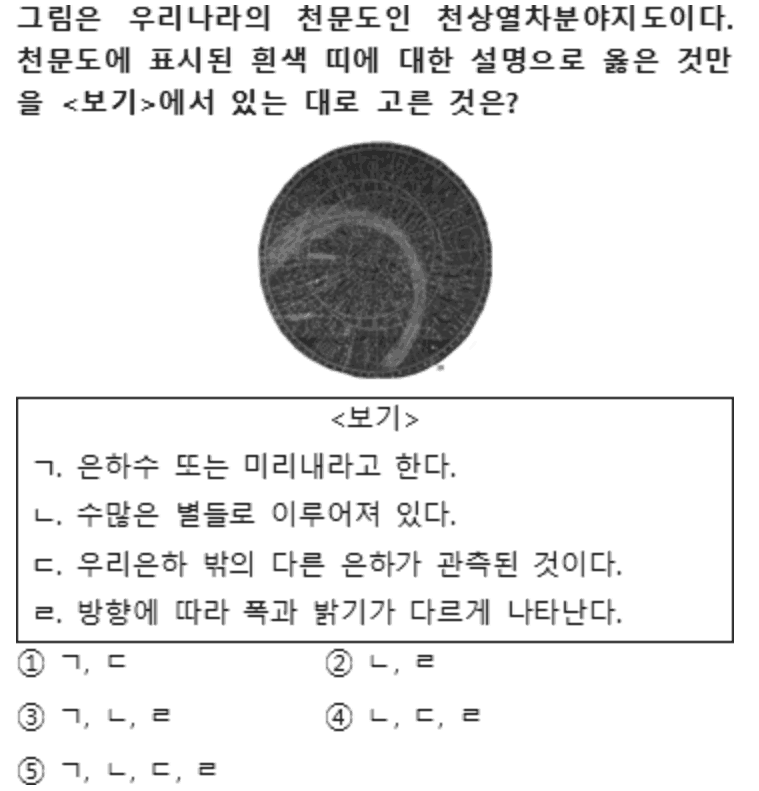 그림은 우리나라의 천문도인 천상열차분야지도이다.
천문도에 표시된 흰색 띠에 대한 설명으로 옳은 것만
을 <보기>에서 있는 대로 고른 것은?
<보기>
ㄱ. 은하수 또는 미리내라고 한다.
ㄴ. 수많은 별들로 이루어져 있다.
ㄷ. 우리은하 밖의 다른 은하가 관측된 것이다.
ㄹ. 방향에 따라 폭과 밝기가 다르게 나타난다.
① ㄱ, ㄷ ② ㄴ, ㄹ
③ ㄱ, ㄴ, ㄹ ④ ㄴ, ㄷ, ㄹ
⑤ ㄱ, ㄴ, ㄷ, ㄹ